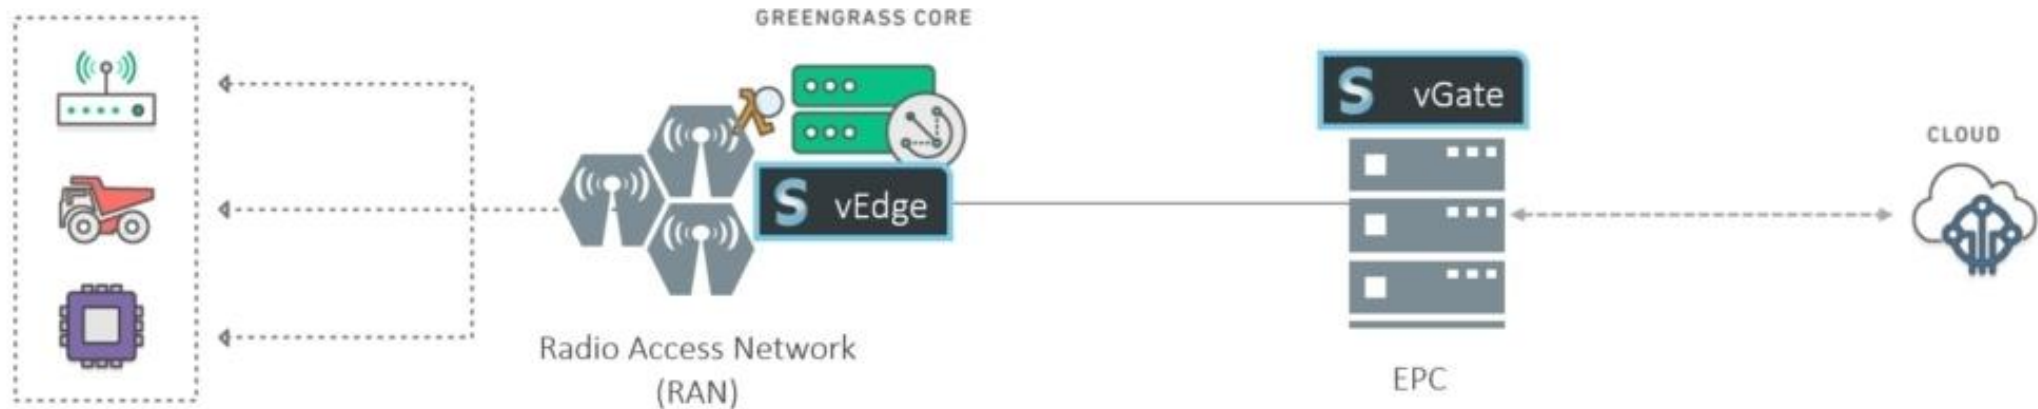 GREENGRASS CORE
S vEdge
Radio Access Network
(RAN)
S vGate
EPC
CLOUD